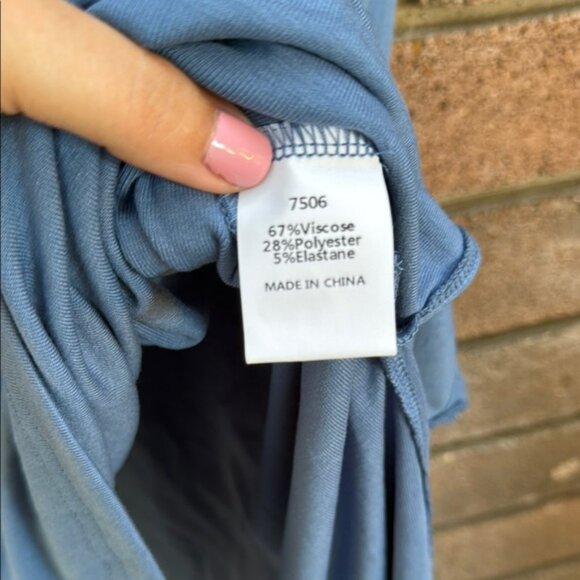 7506
67%Viscose
28%Polyester
5%Elastane
MADE IN CHINA